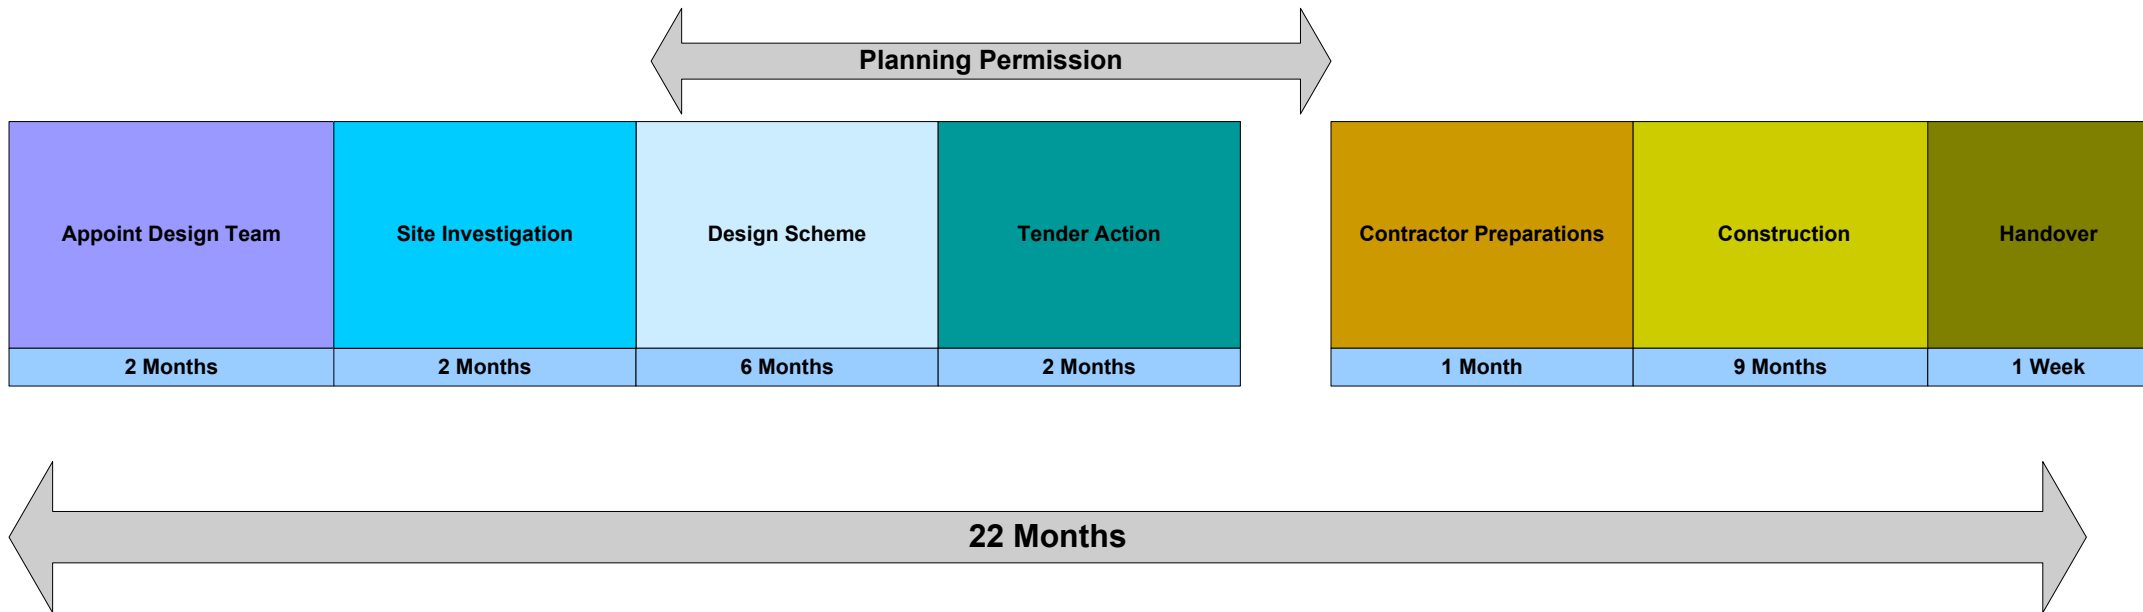 Planning Permission
Appoint Design Team
Site Investigation
Design Scheme
Tender Action
Contractor Preparations
Construction
Handover
2 Months
2 Months
6 Months
2 Months
1 Month
9 Months
1 Week
22 Months